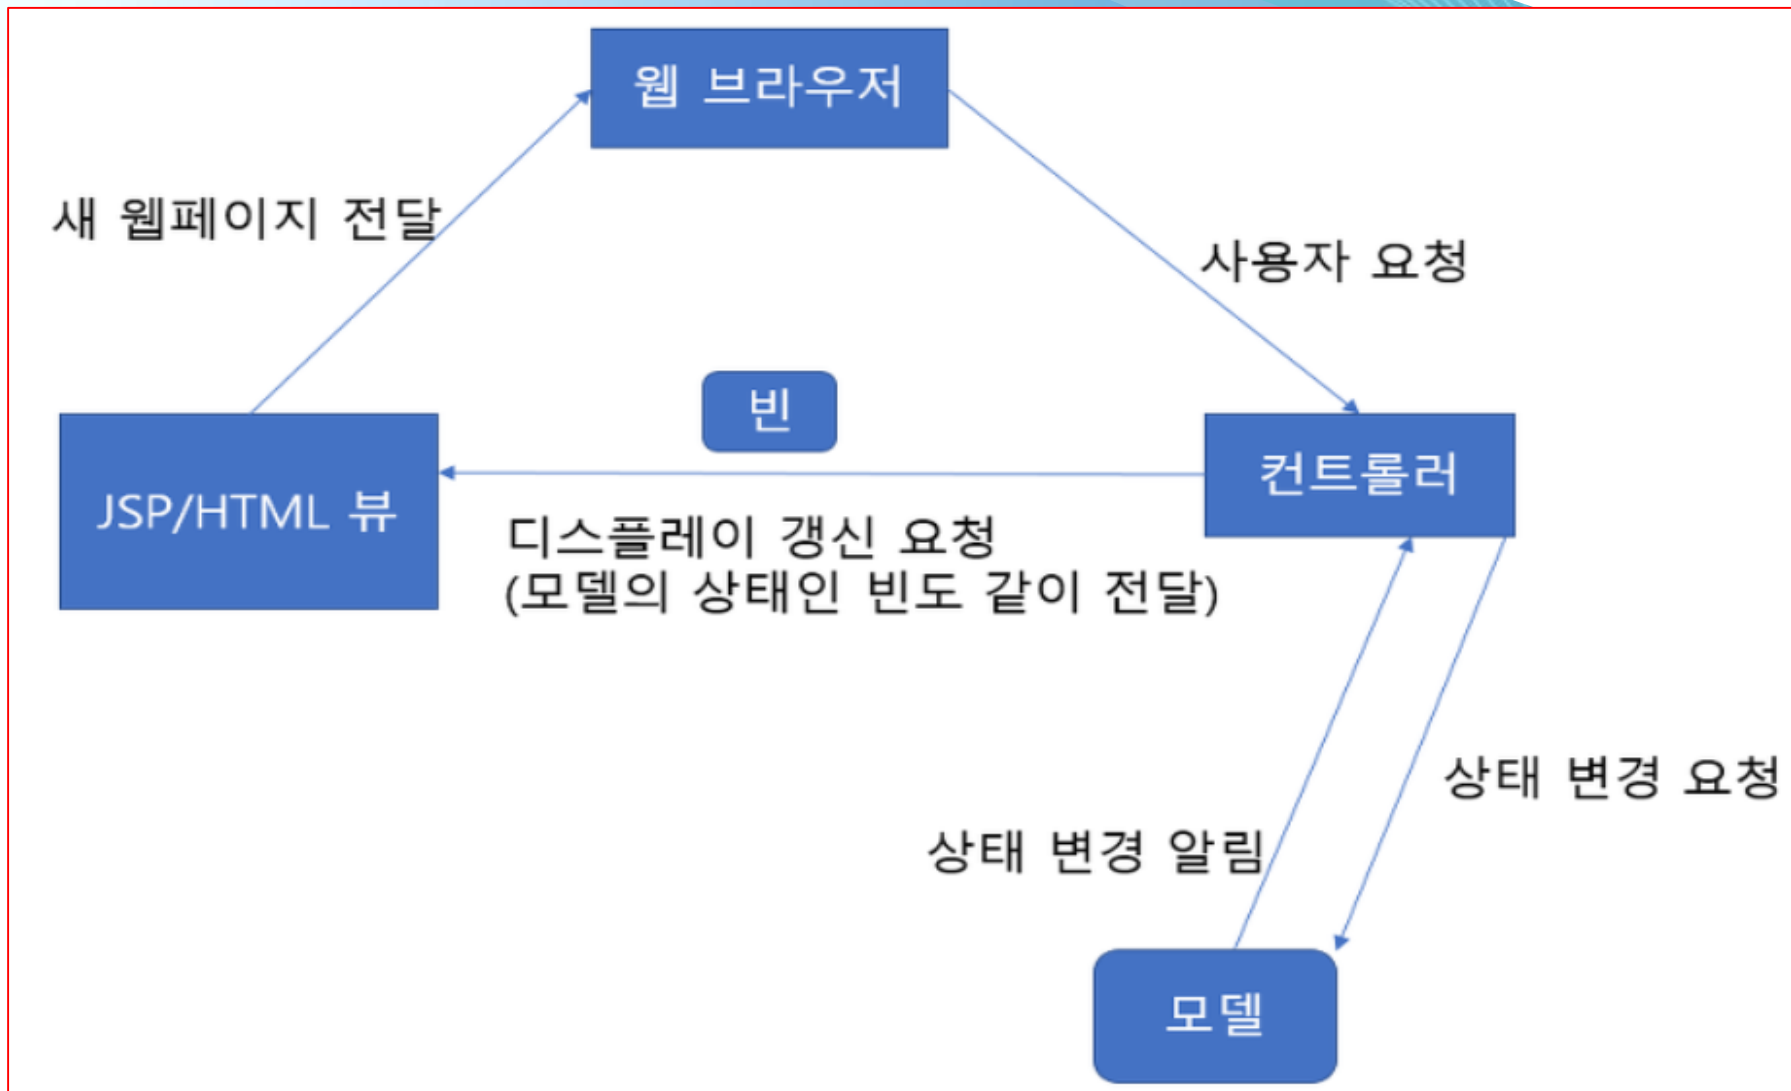 웹 브라우저
새 웹페이지 전달
사용자 요청
빈
JSP/HTML 뷰
컨트롤러
디스플레이 갱신 요청
(모델의 상태인 빈도 같이 전달)
상태 변경 요청
상태 변경 알림
모델